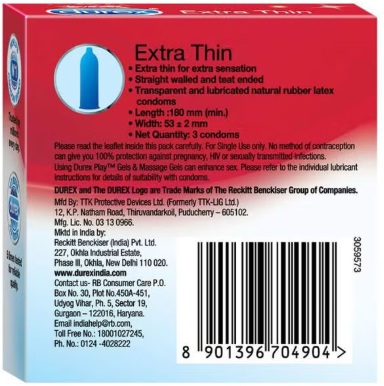 durex
Extra Thin
• Extra thin for extra sensation
• Straight walled and teat ended
• Transparent and lubricated natural rubber latex
condoms
• Length :180 mm (min.)
• Width: 53 ± 2 mm
• Net Quantity: 3 condoms
Please read the leaflet inside this pack carefully. For Single Use only. No method of contraception
can give you 100% protection against pregnancy, HIV or sexually transmitted infections.
Using Durex Play™ Gels & Massage Gels can enhance sex. Please refer to the individual lubricant
instructions for details of suitability with condoms.
DUREX and The DUREX Logo are Trade Marks of The Reckitt Benckiser Group of Companies.
Mfd By: TTK Protective Devices Ltd. (Formerly TTK-LIG Ltd.)
12, K.P. Natham Road, Thiruvandarkoil, Puducherry – 605102.
Mfg. Lic. No. 03 13 0966.
Mktd in India by:
Reckitt Benckiser (India) Pvt. Ltd.
227, Okhla Industrial Estate,
Phase III, Okhla, New Delhi 110 020.
www.durexindia.com
Contact us- RB Consumer Care P.O.
Box No. 30, Plot No.450A-451,
Udyog Vihar, Ph. 5, Sector 19,
Gurgaon – 122016, Haryana.
Email indiahelp@rb.com,
Toll Free No.: 18001027245,
Ph. No.: 0124 -4028222
3059573
8 901396 704904 >